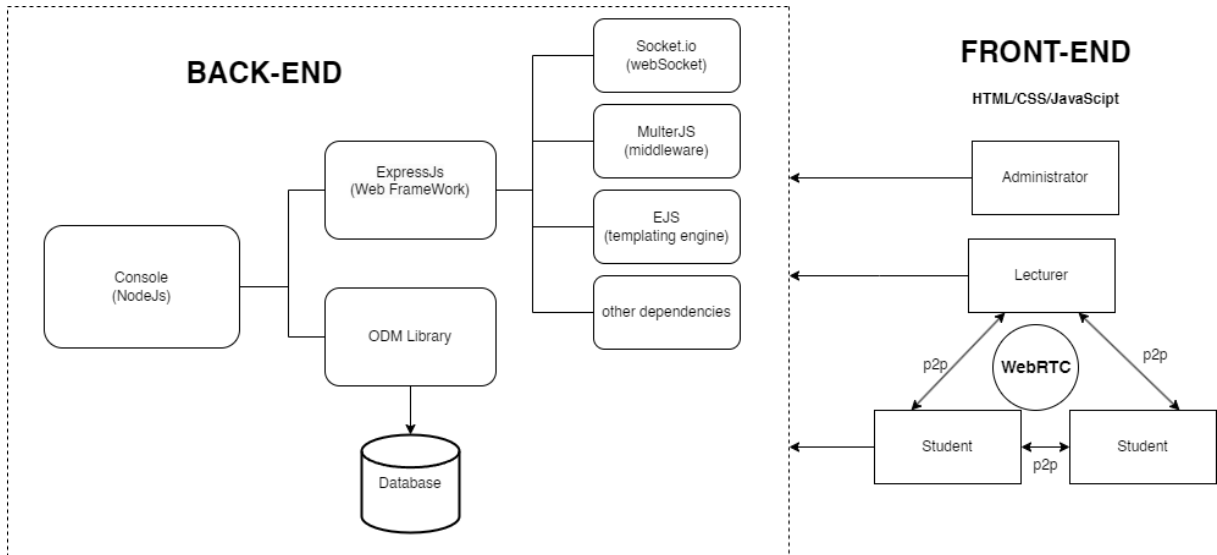 BACK-END
Console
(NodeJs)
ExpressJs
(Web FrameWork)
ODM Library
Database
Socket.io
(webSocket)
MulterJS
(middleware)
EJS
(templating engine)
other dependencies
FRONT-END
HTML/CSS/JavaScipt
Administrator
Lecturer
p2p
WebRTC
p2p
Student
p2p
Student